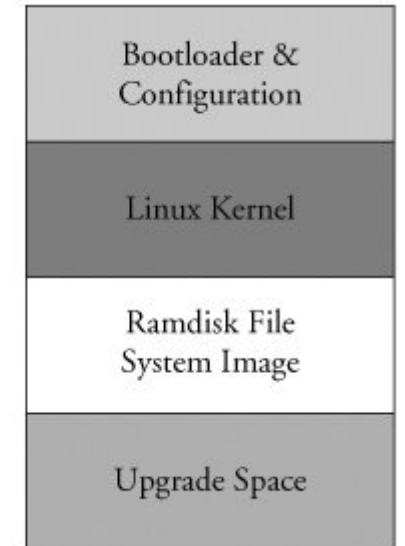 Bootloader &
Configuration
Linux Kernel
Ramdisk File
System Image
Upgrade Space